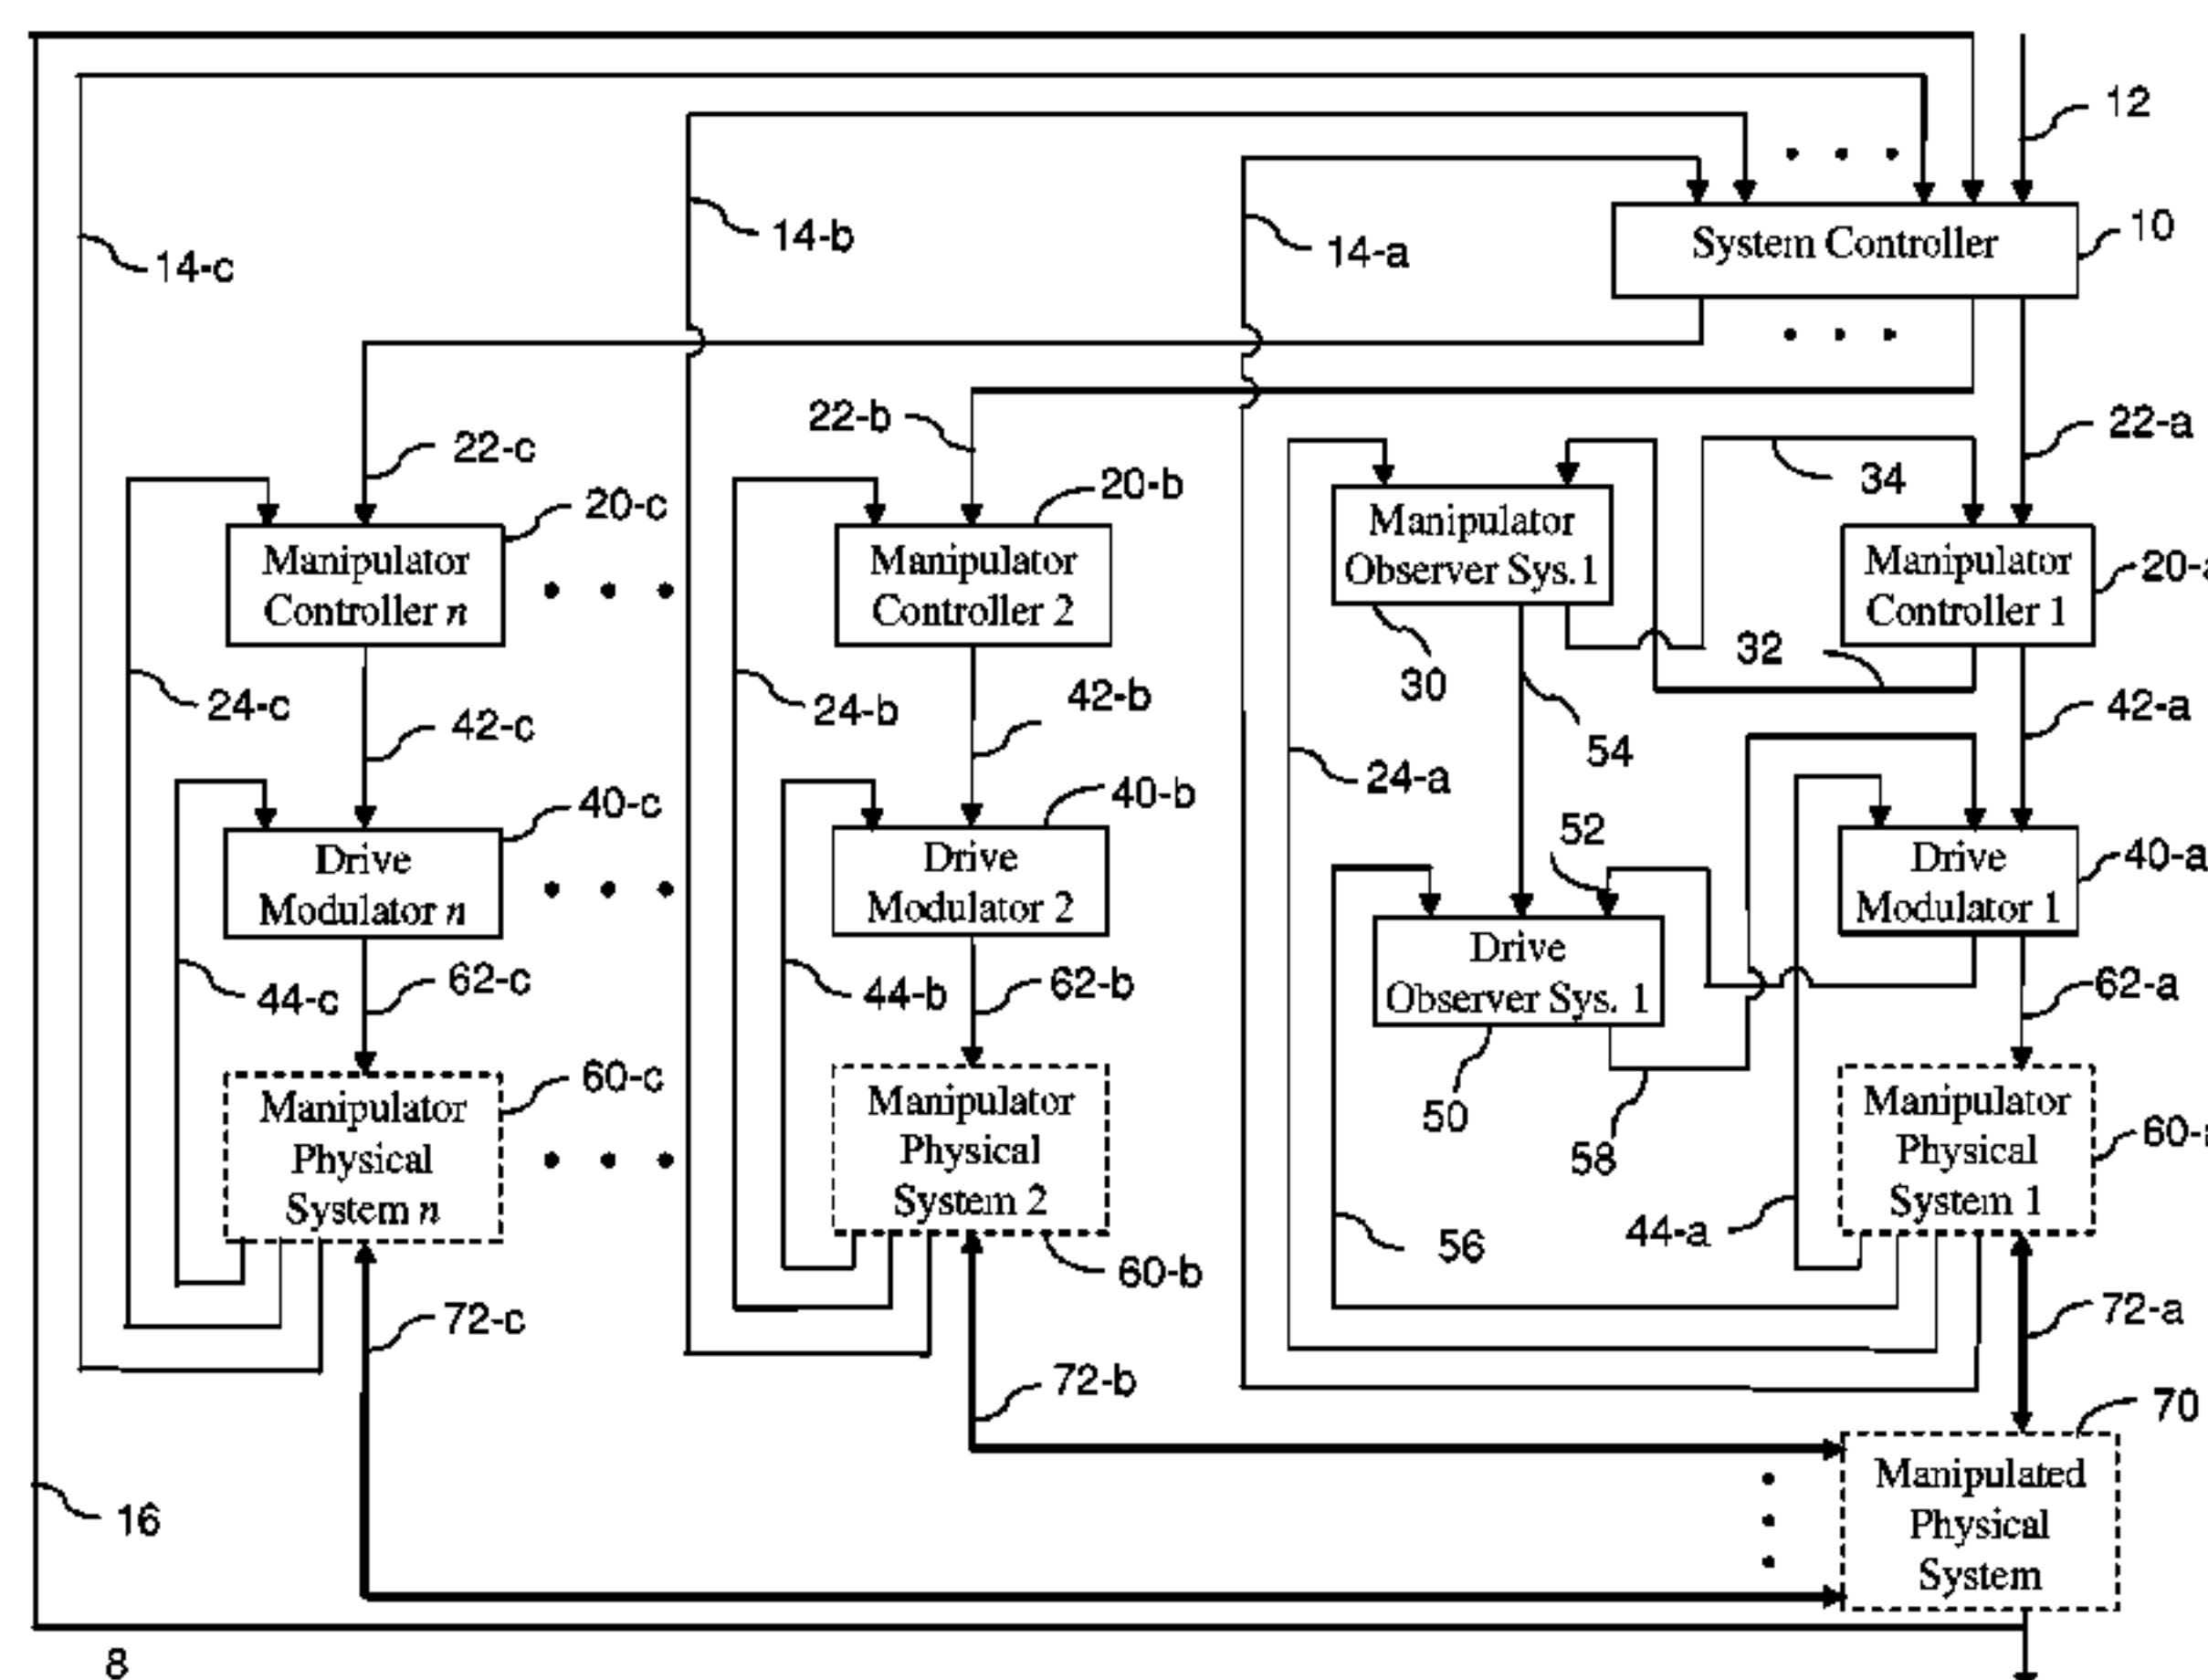 12
14-b
10
System Controller
14-a
14-c
22-b
22-a
22-c
34
20-b
20-c
Manipulator
Observer Sys.1
Manipulator
Controller n
Manipulator
Controller 2
Manipulator
Controller 1
20-a
32
30
24-c
24-b
42-b
42-a
42-c
54
24-a
40-c
40-b
52
Drive
Modulator n
Drive
Modulator 2
Drive
Modulator 1
40-a
Drive
Observer Sys. 1
44-c
62-c
44-b
62-b
62-a
60-c
50
58
Manipulator
Physical
System n
Manipulator
Physical
System 2
Manipulator
Physical
System 1
60-a
44-a
56
60-b
72-c
72-a
72-b
70
Manipulated
Physical
System
16
8